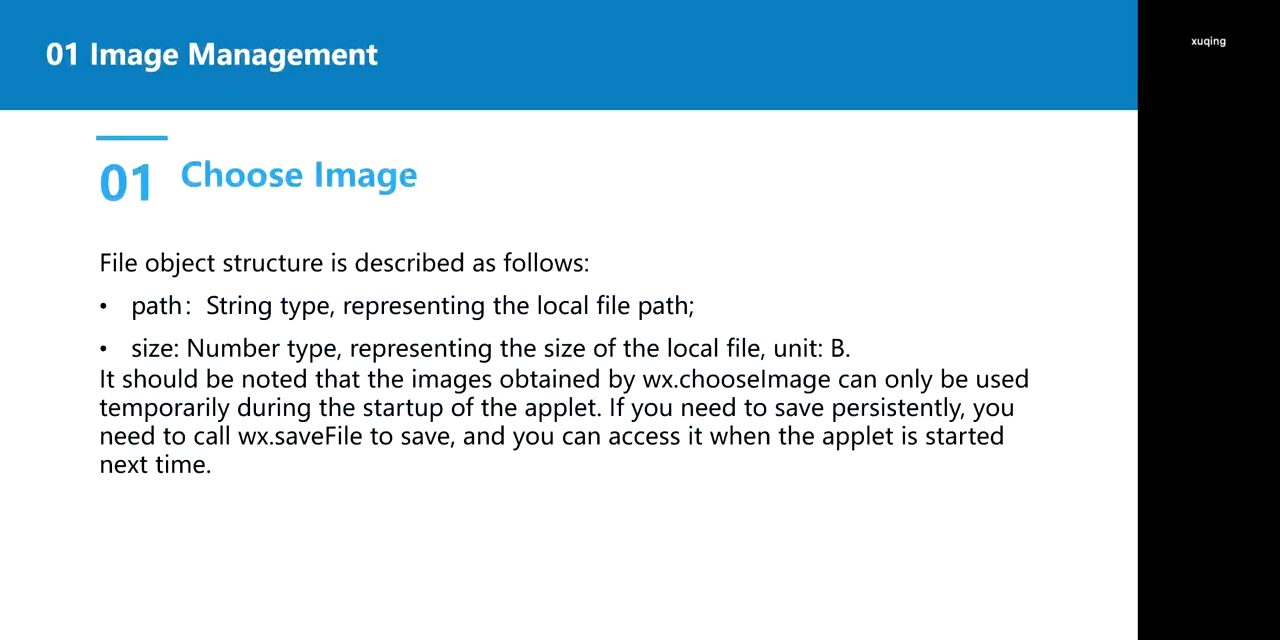 01 Image Management
xuqing
01 Choose Image
File object structure is described as follows:
• path：String type, representing the local file path;
• size: Number type, representing the size of the local file, unit: B.
It should be noted that the images obtained by wx.chooseImage can only be used
temporarily during the startup of the applet. If you need to save persistently, you
need to call wx.saveFile to save, and you can access it when the applet is started
next time.